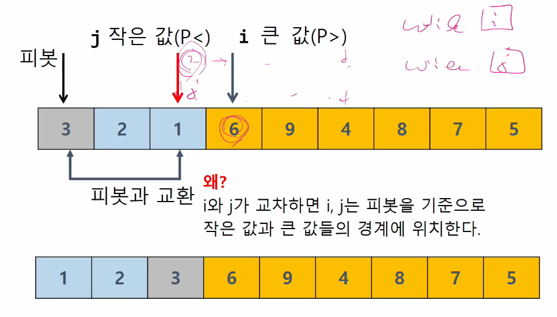 j 작은 값(P<) i 큰 값(P>)
피봇
3 2 1 6 9 4 8 7 5
피봇과 교환
왜?
i와 j가 교차하면 i, j는 피봇을 기준으로
작은 값과 큰 값들의 경계에 위치한다.
1 2 3 6 9 4 8 7 5